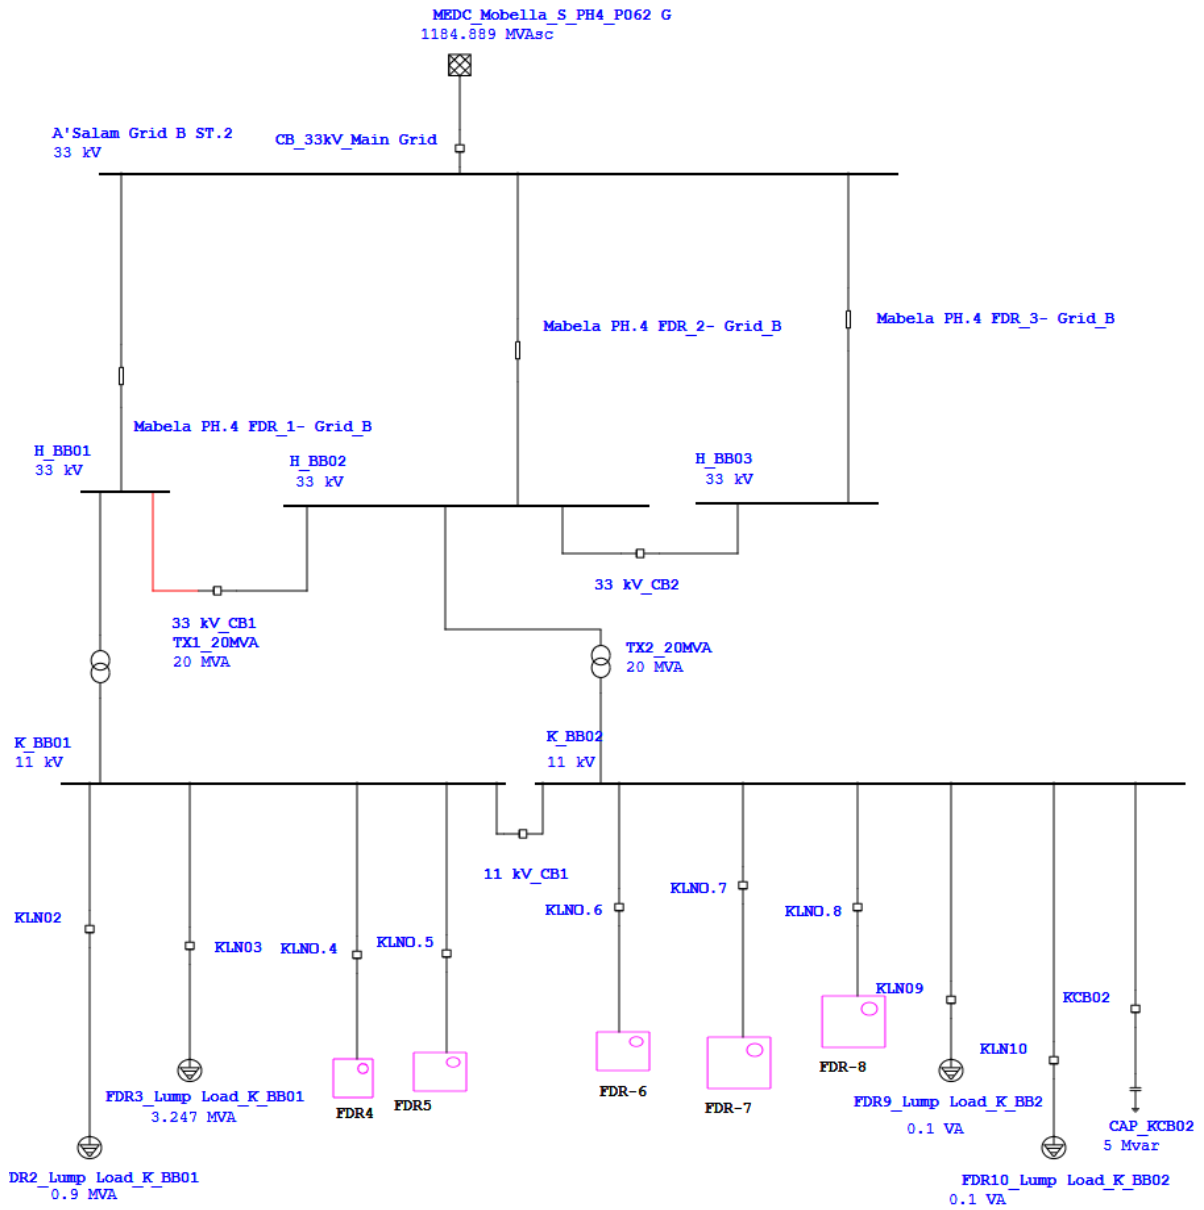 MEDC_Mobella_S_PH4_P062 G
1184.889 MVAsc
A'Salam Grid B ST.2
33 kV
CB_33kV_Main Grid
Mabela PH.4 FDR_2- Grid_B
Mabela PH.4 FDR_3- Grid_B
Mabela PH.4 FDR_1- Grid_B
H_BB01
33 kV
H_BB02
33 kV
H_BB03
33 kV
33 kV_CB2
33 kV_CB1
TX1_20MVA
20 MVA
TX2_20MVA
20 MVA
K_BB01
11 kV
K_BB02
11 kV
11 kV_CB1
KLN02
KLN03
KLNO.4
KLNO.5
KLNO.6
KLNO.7
KLNO.8
KLN09
KCB02
KLN10
FDR3_Lump Load_K_BB01
3.247 MVA
FDR4
FDR5
FDR-6
FDR-7
FDR-8
FDR9_Lump Load_K_BB2
0.1 VA
CAP_KCB02
5 Mvar
DR2_Lump Load_K_BB01
0.9 MVA
FDR10_Lump Load_K_BB02
0.1 VA